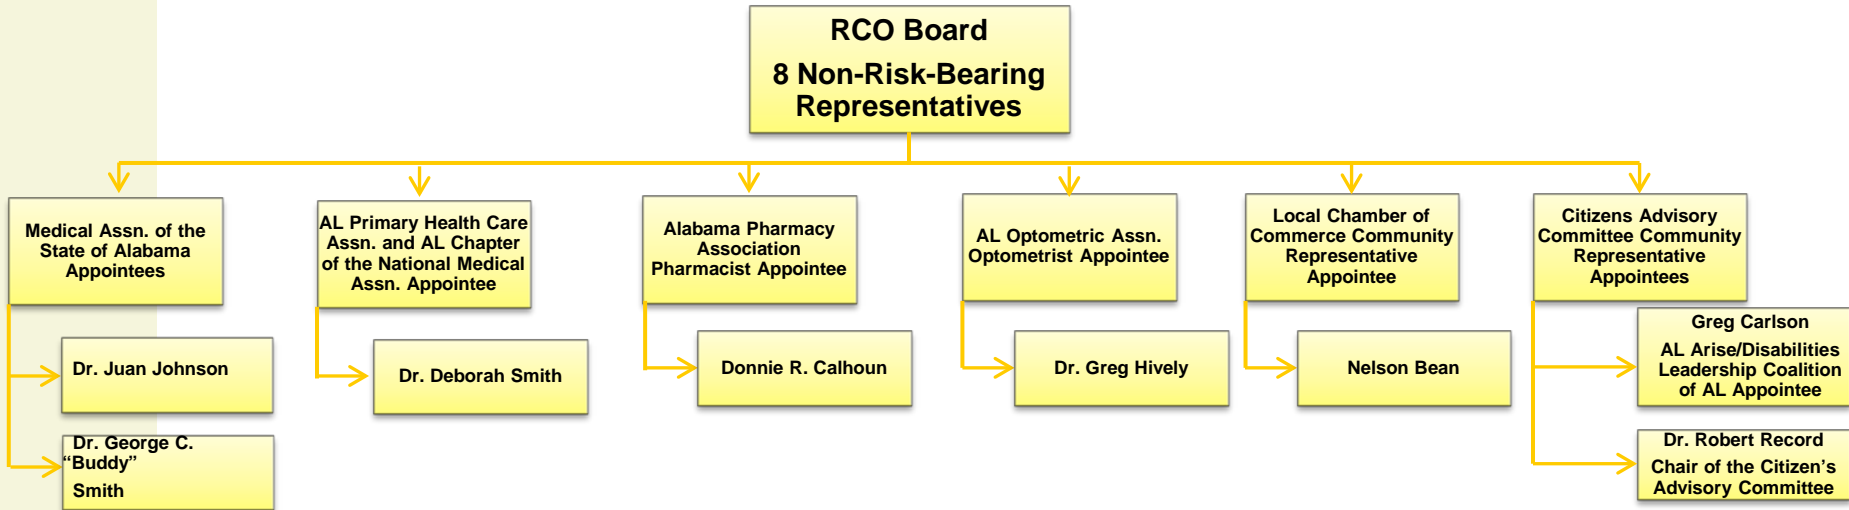 RCO Board
8 Non-Risk-Bearing
Representatives
Medical Assn. of the
State of Alabama
Appointees
AL Primary Health Care
Assn. and AL Chapter
of the National Medical
Assn. Appointee
Alabama Pharmacy
Association
Pharmacist Appointee
AL Optometric Assn.
Optometrist Appointee
Local Chamber of
Commerce Community
Representative
Appointee
Citizens Advisory
Committee Community
Representative
Appointees
Dr. Juan Johnson
Dr. George C.
“Buddy”
Smith
Dr. Deborah Smith
Donnie R. Calhoun
Dr. Greg Hively
Nelson Bean
Greg Carlson
AL Arise/Disabilities
Leadership Coalition
of AL Appointee
Dr. Robert Record
Chair of the Citizen’s
Advisory Committee